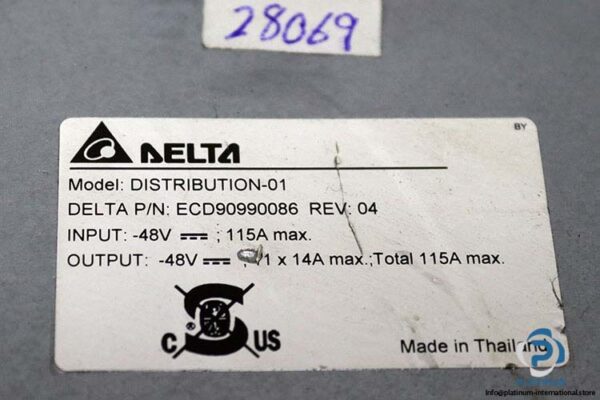 28069
BY
DELTA
Model: DISTRIBUTION-01
DELTA P/N: ECD90990086 REV: 04
INPUT: -48V ⎓ ; 115A max.
OUTPUT: -48V ⎓ 1 x 14A max.;Total 115A max.
C ® US
Made in Thailand
info@platinum-international.store